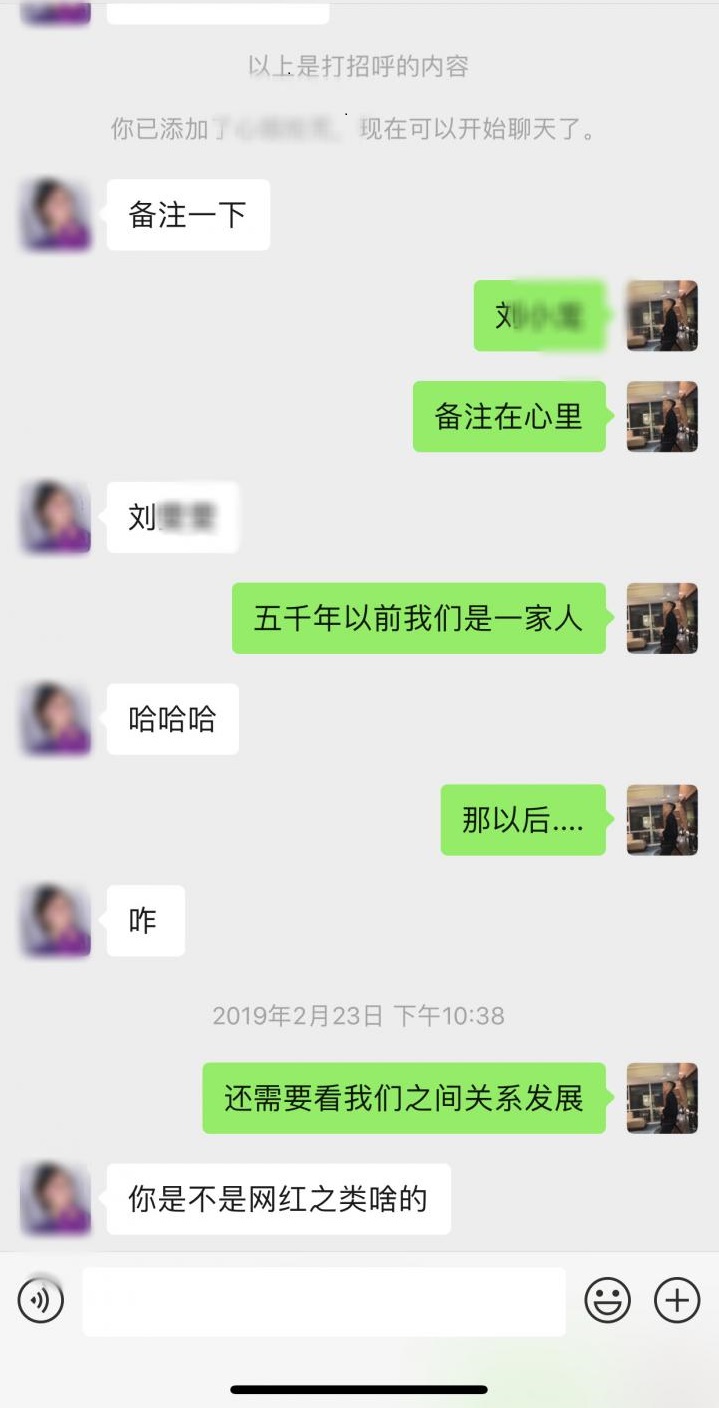 以上是打招呼的内容
你已添加 现在可以开始聊天了。
备注一下
刘
备注在心里
刘
五千年以前我们是一家人
哈哈哈
那以后....
咋
2019年2月23日 下午10:38
还需要看我们之间关系发展
你是不是网红之类啥的